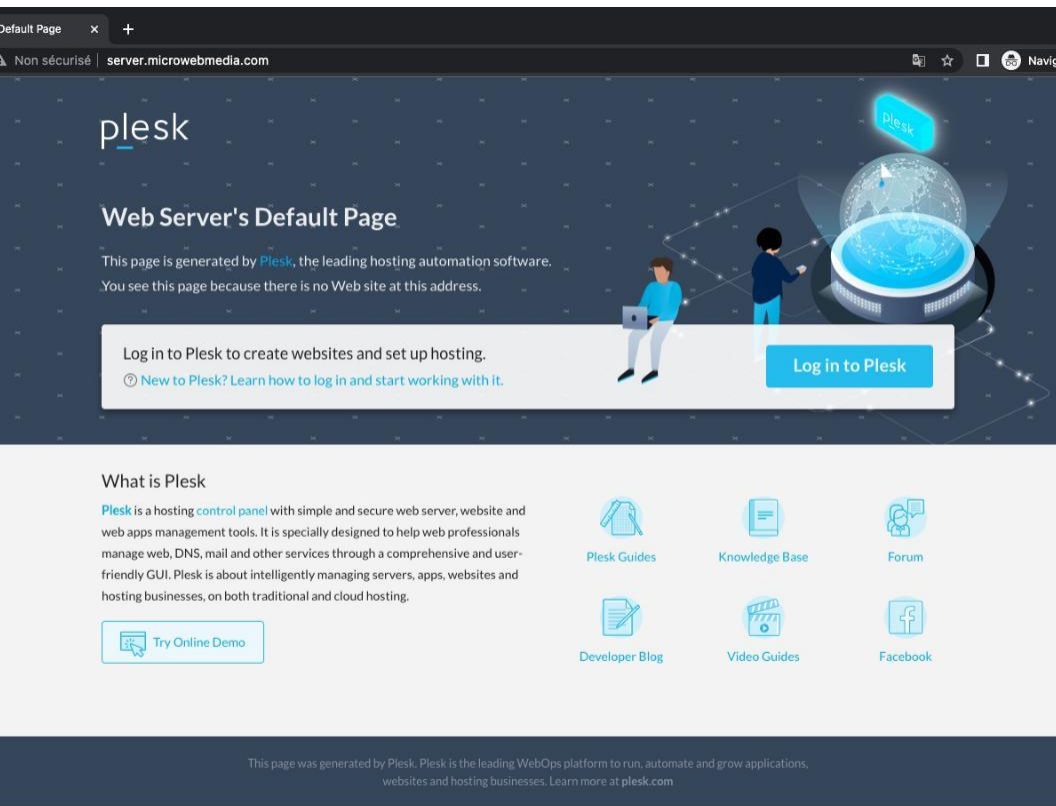 Default Page
Non sécurisé
server.microwebmedia.com
Navig
plesk
plesk
Web Server's Default Page
This page is generated by Plesk, the leading hosting automation software.
You see this page because there is no Web site at this address.
Log in to Plesk to create websites and set up hosting.
New to Plesk? Learn how to log in and start working with it.
Log in to Plesk
What is Plesk
Plesk is a hosting control panel with simple and secure web server, website and
web apps management tools. It is specially designed to help web professionals
manage web, DNS, mail and other services through a comprehensive and user-
friendly GUI. Plesk is about intelligently managing servers, apps, websites and
hosting businesses, on both traditional and cloud hosting.
Try Online Demo
Plesk Guides
Knowledge Base
Forum
Developer Blog
Video Guides
Facebook
This page was generated by Plesk. Plesk is the leading WebOps platform to run, automate and grow applications,
websites and hosting businesses. Learn more at plesk.com